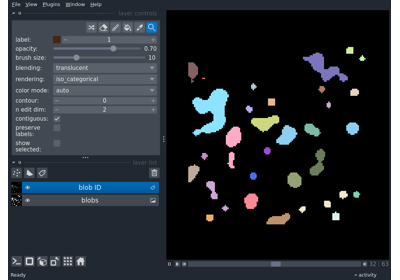 File View Plugins Window Help
layer controls
label: 1
opacity: 0.70
brush size: 10
blending: translucent
rendering: iso_categorical
color mode: auto
contour: 0
n edit dim: 2
contiguous:
preserve
labels:
show
selected:
layer list
blob ID
blobs
0
32 63
Ready
activity